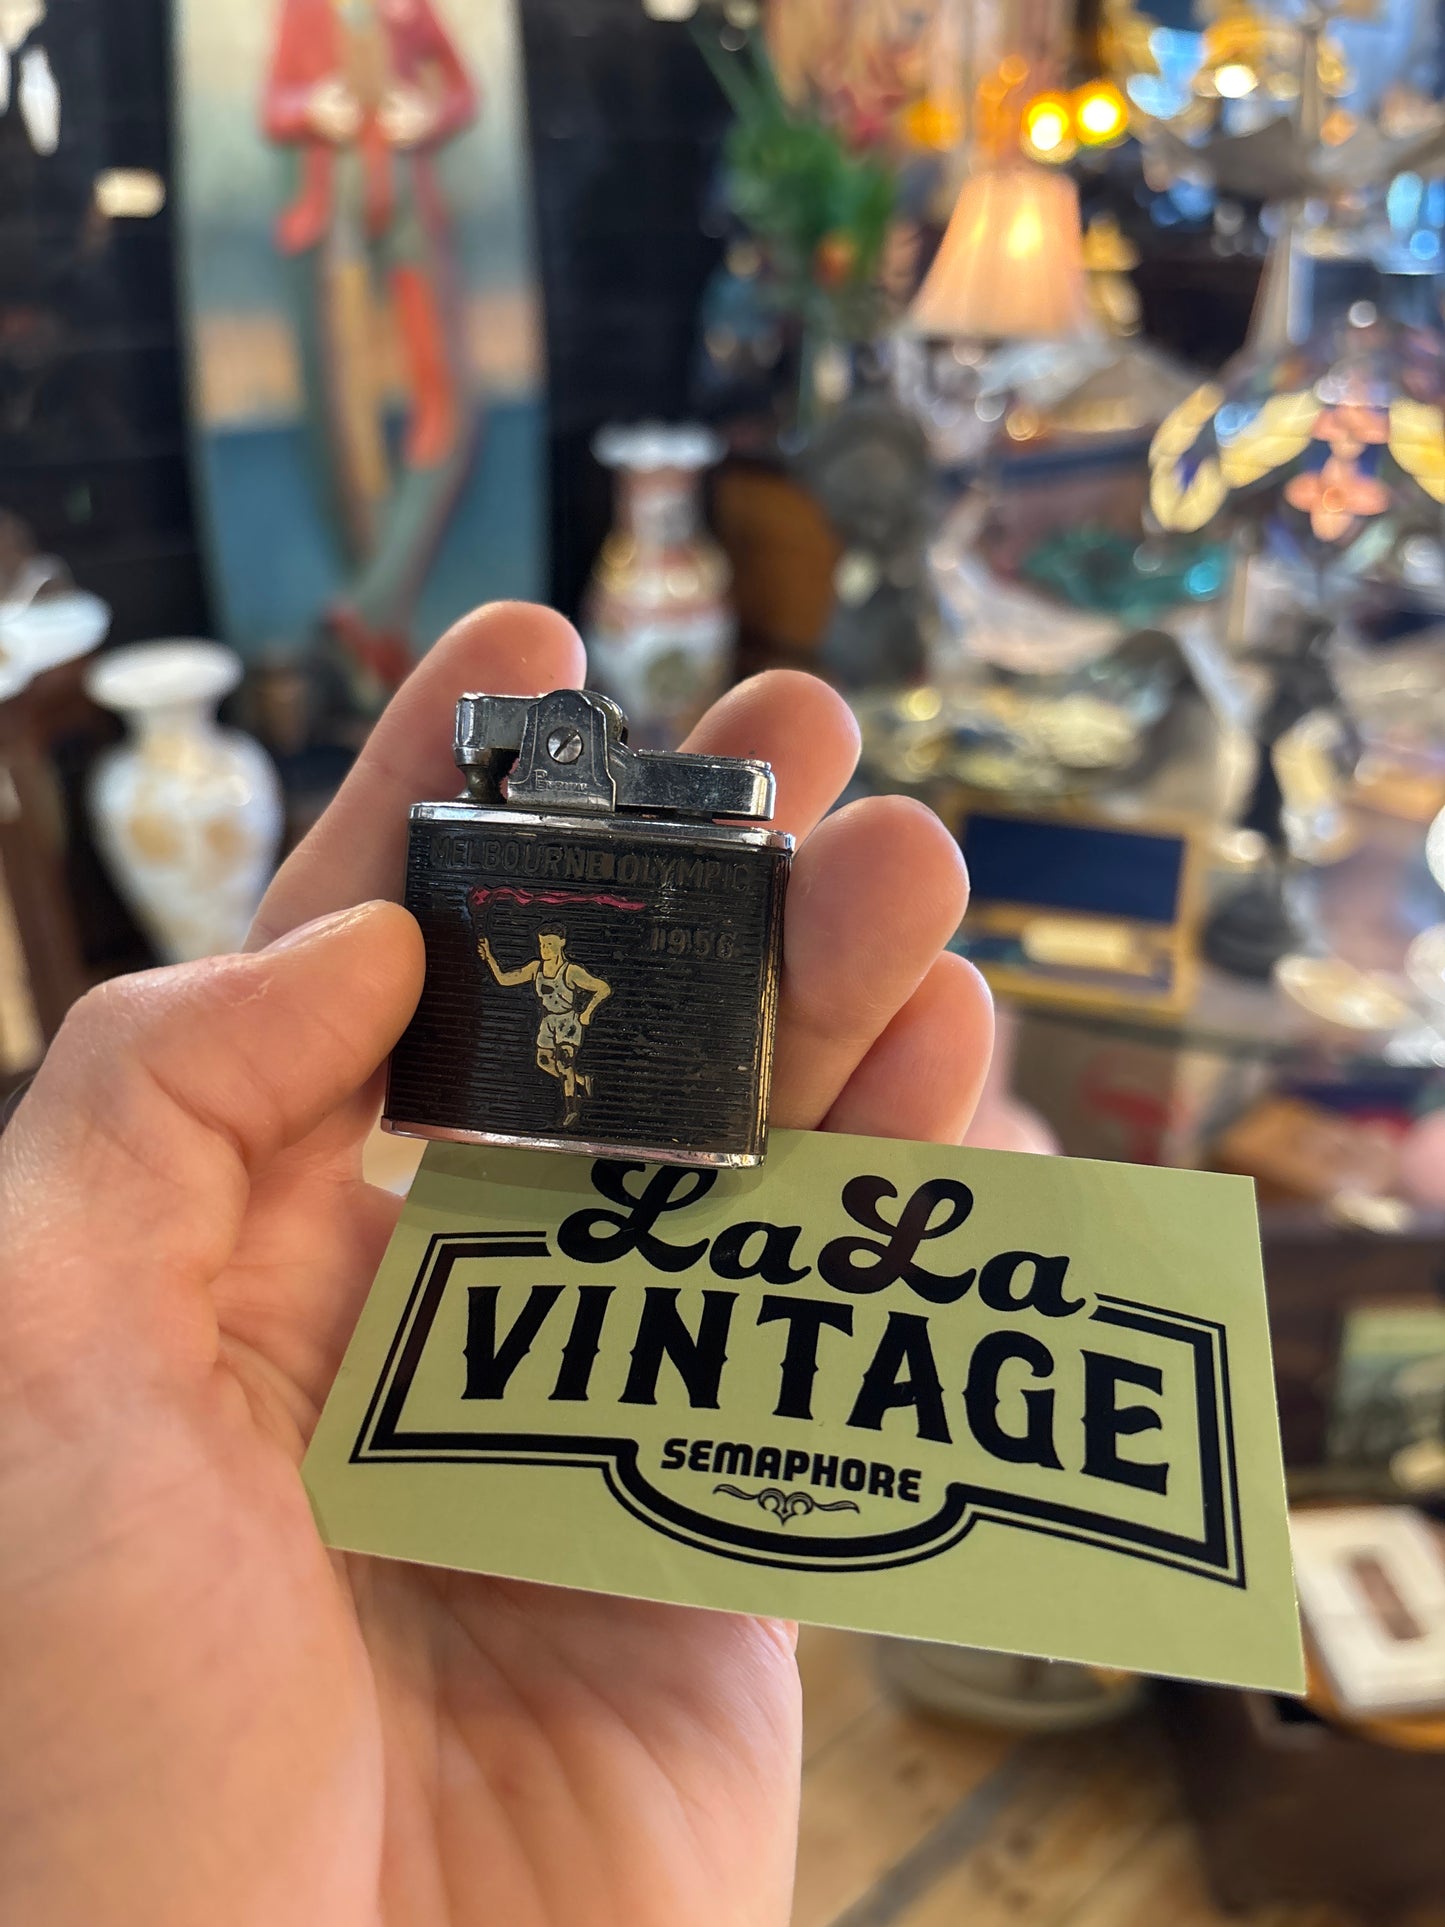 MELBOURNE OLYMPIC
1956
LaLa
VINTAGE
SEMAPHORE